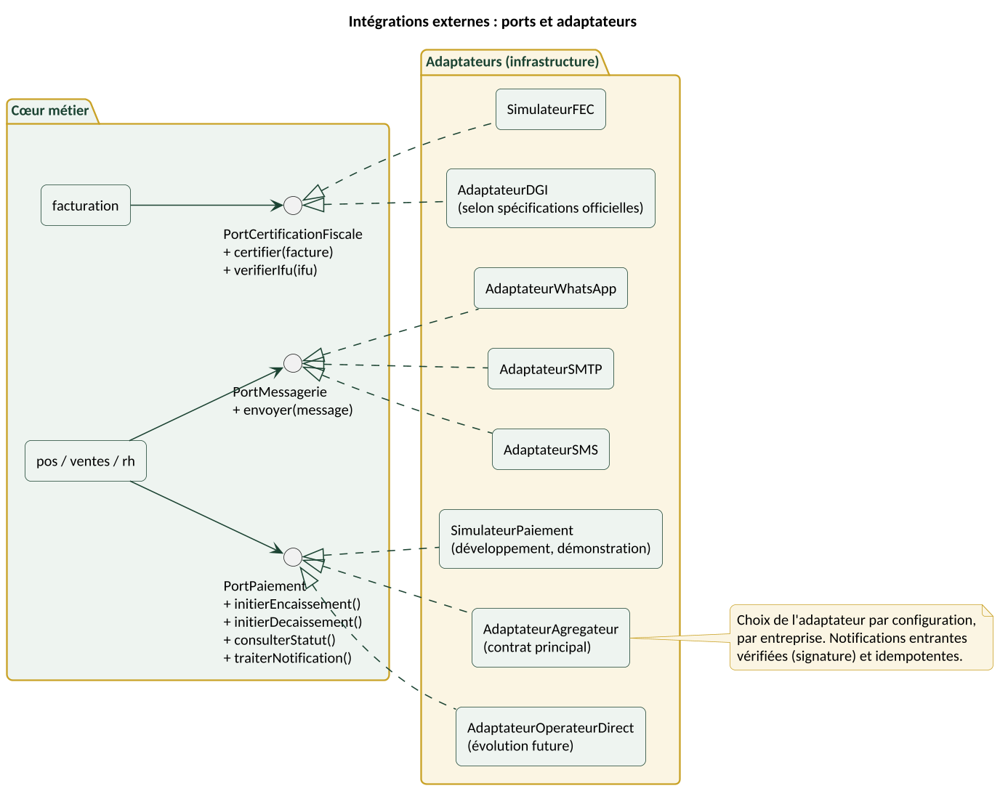 Intégrations externes : ports et adaptateurs
Cœur métier
facturation
PortCertificationFiscale
+ certifier(facture)
+ verifierIfu(ifu)
PortMessagerie
+ envoyer(message)
pos / ventes / rh
PortPaiement
+ initierEncaissement()
+ initierDecaissement()
+ consulterStatut()
+ traiterNotification()
Adaptateurs (infrastructure)
SimulateurFEC
AdaptateurDGI
(selon spécifications officielles)
AdaptateurWhatsApp
AdaptateurSMTP
AdaptateurSMS
SimulateurPaiement
(développement, démonstration)
AdaptateurAgregateur
(contrat principal)
AdaptateurOperateurDirect
(évolution future)
Choix de l'adaptateur par configuration,
par entreprise. Notifications entrantes
vérifiées (signature) et idempotentes.